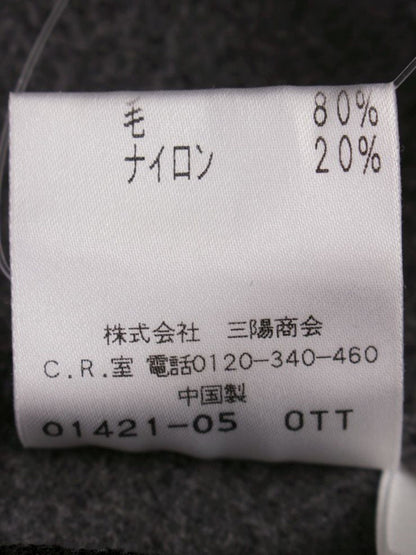 毛 80%
ナイロン 20%
株式会社 三陽商会
C.R.室 電話0120-340-460
中国製
01421-05 OTT